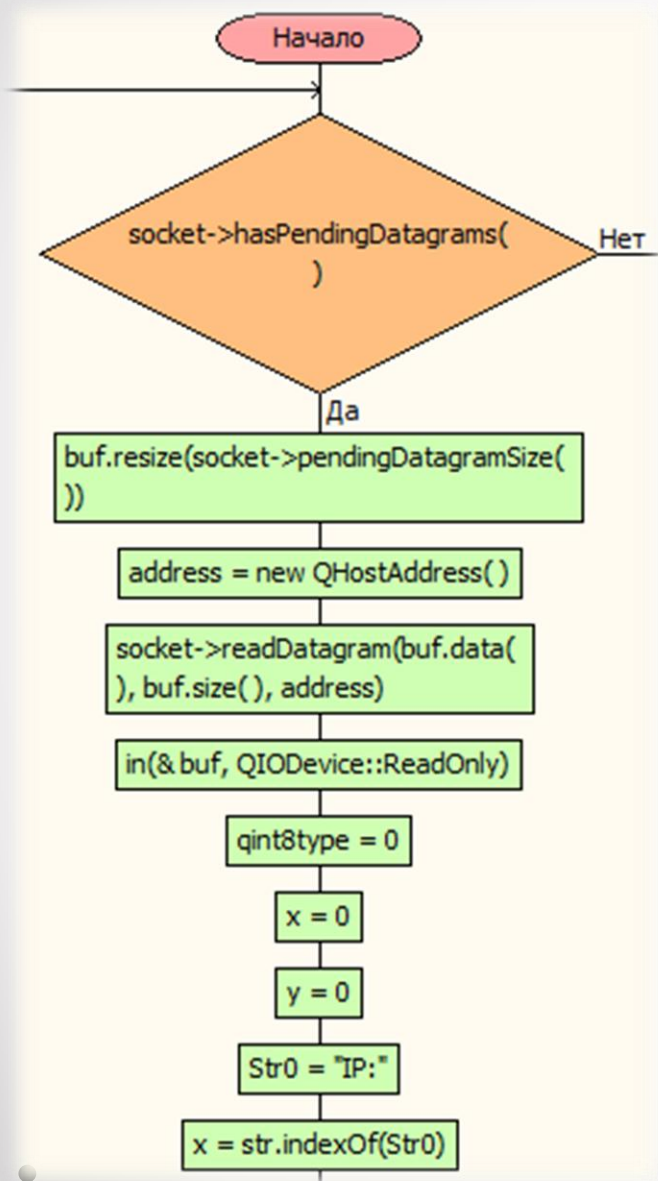 Начало
socket->hasPendingDatagrams(
)
Нет
Да
buf.resize(socket->pendingDatagramSize(
))
address = new QHostAddress()
socket->readDatagram(buf.data(
), buf.size(), address)
in(& buf, QIODevice::ReadOnly)
qint8type = 0
x = 0
y = 0
Str0 = "IP:"
x = str.indexOf(Str0)